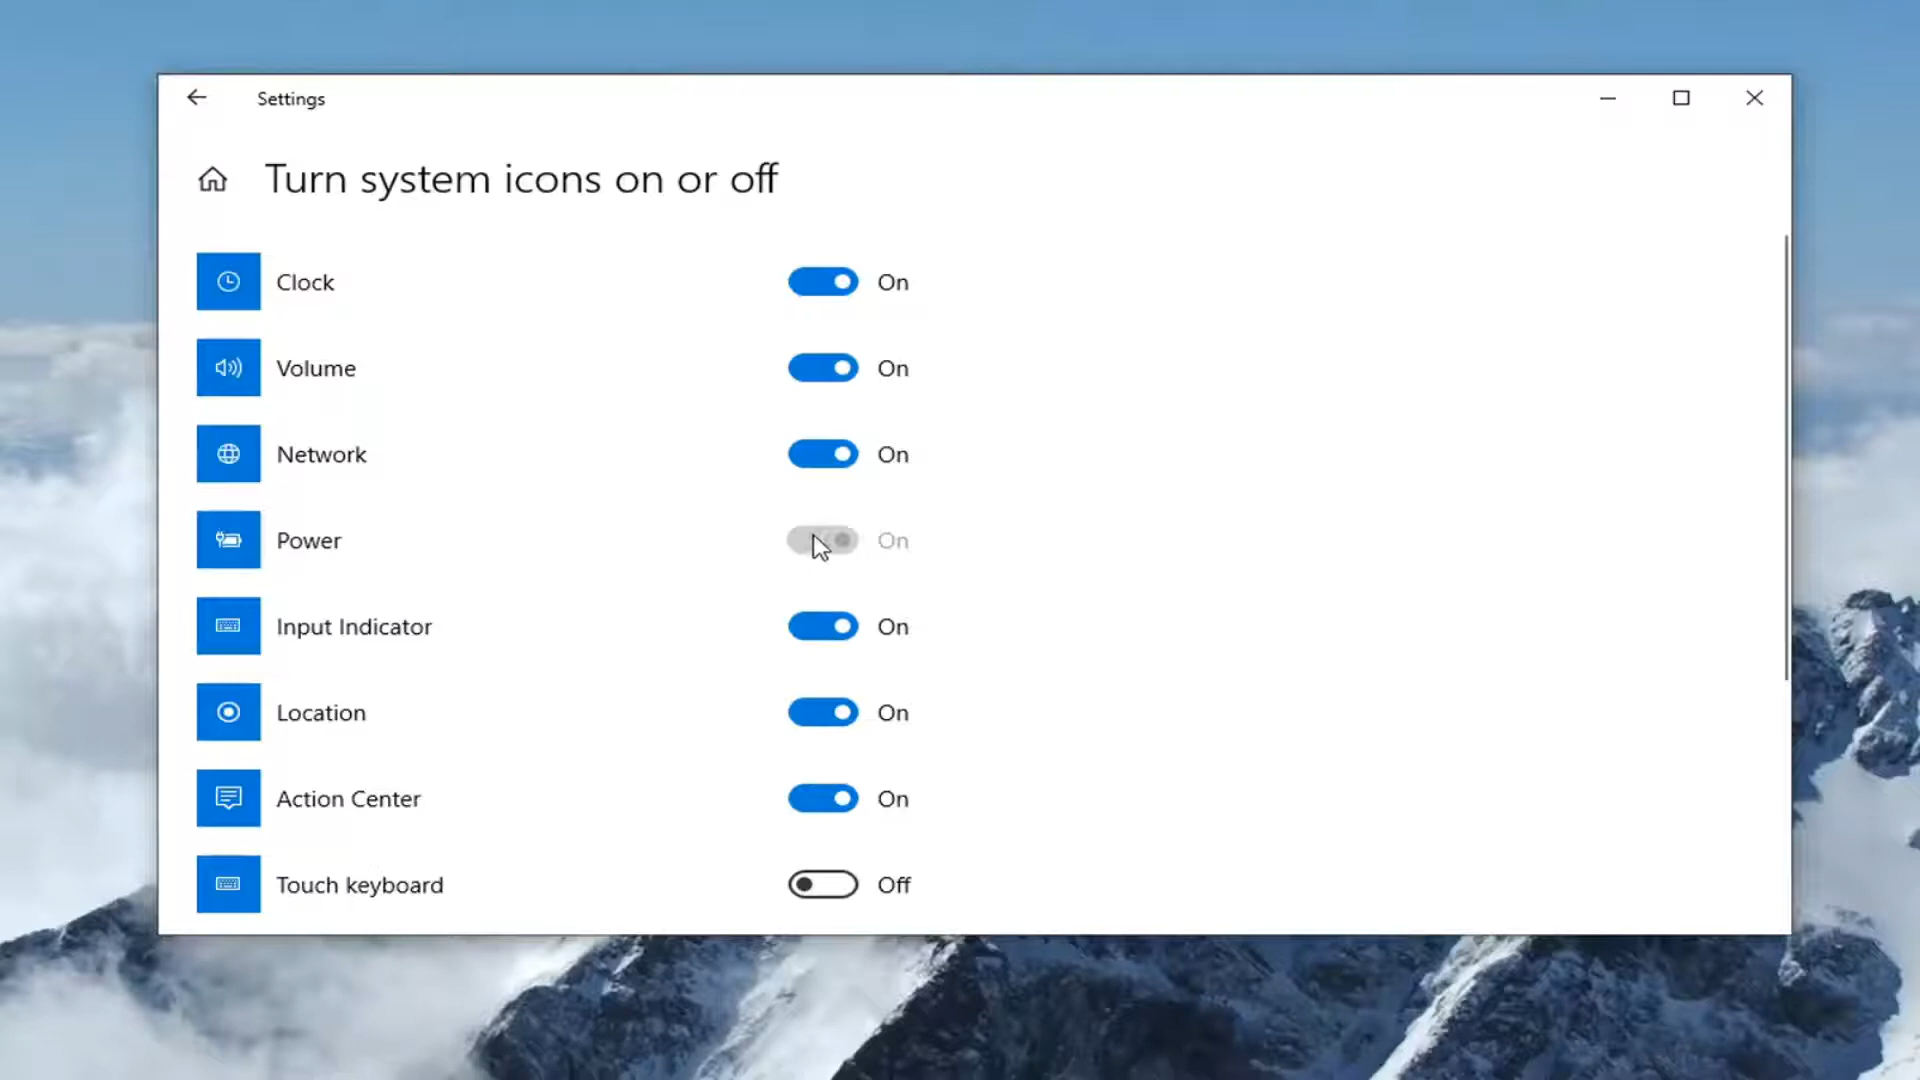 Settings
Turn system icons on or off
Clock On
Volume On
Network On
Power On
Input Indicator On
Location On
Action Center On
Touch keyboard Off